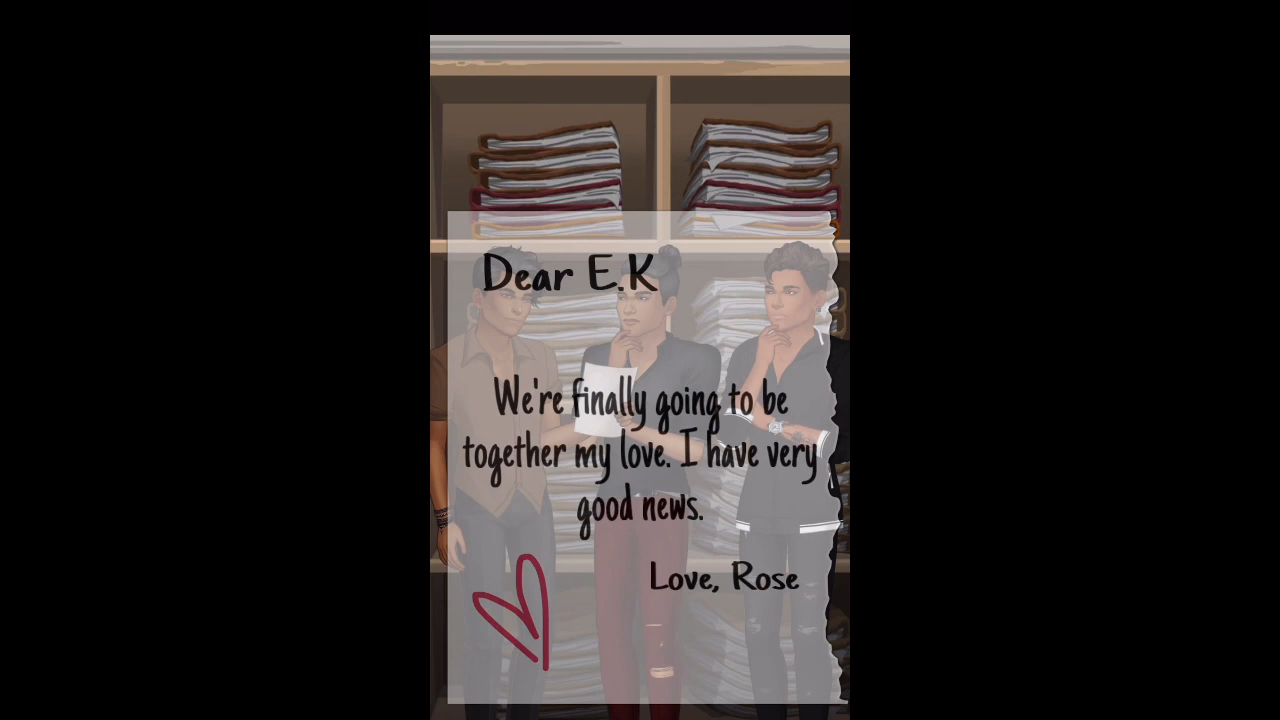 Dear E.K
We're finally going to be
together my love. I have very
good news.
Love, Rose